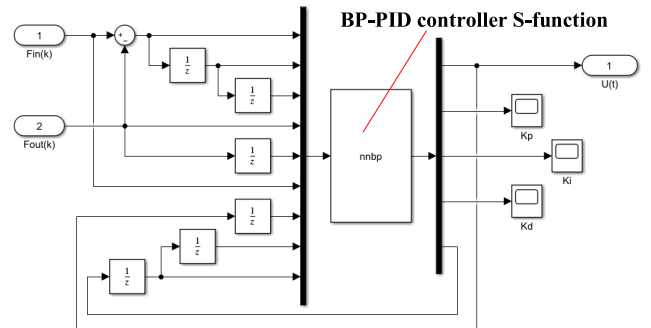 BP-PID controller S-function
1
Fin(k)
+
−
1
z
1
z
2
Fout(k)
1
z
1
z
1
z
1
z
nnbp
1
U(t)
Kp
Ki
Kd